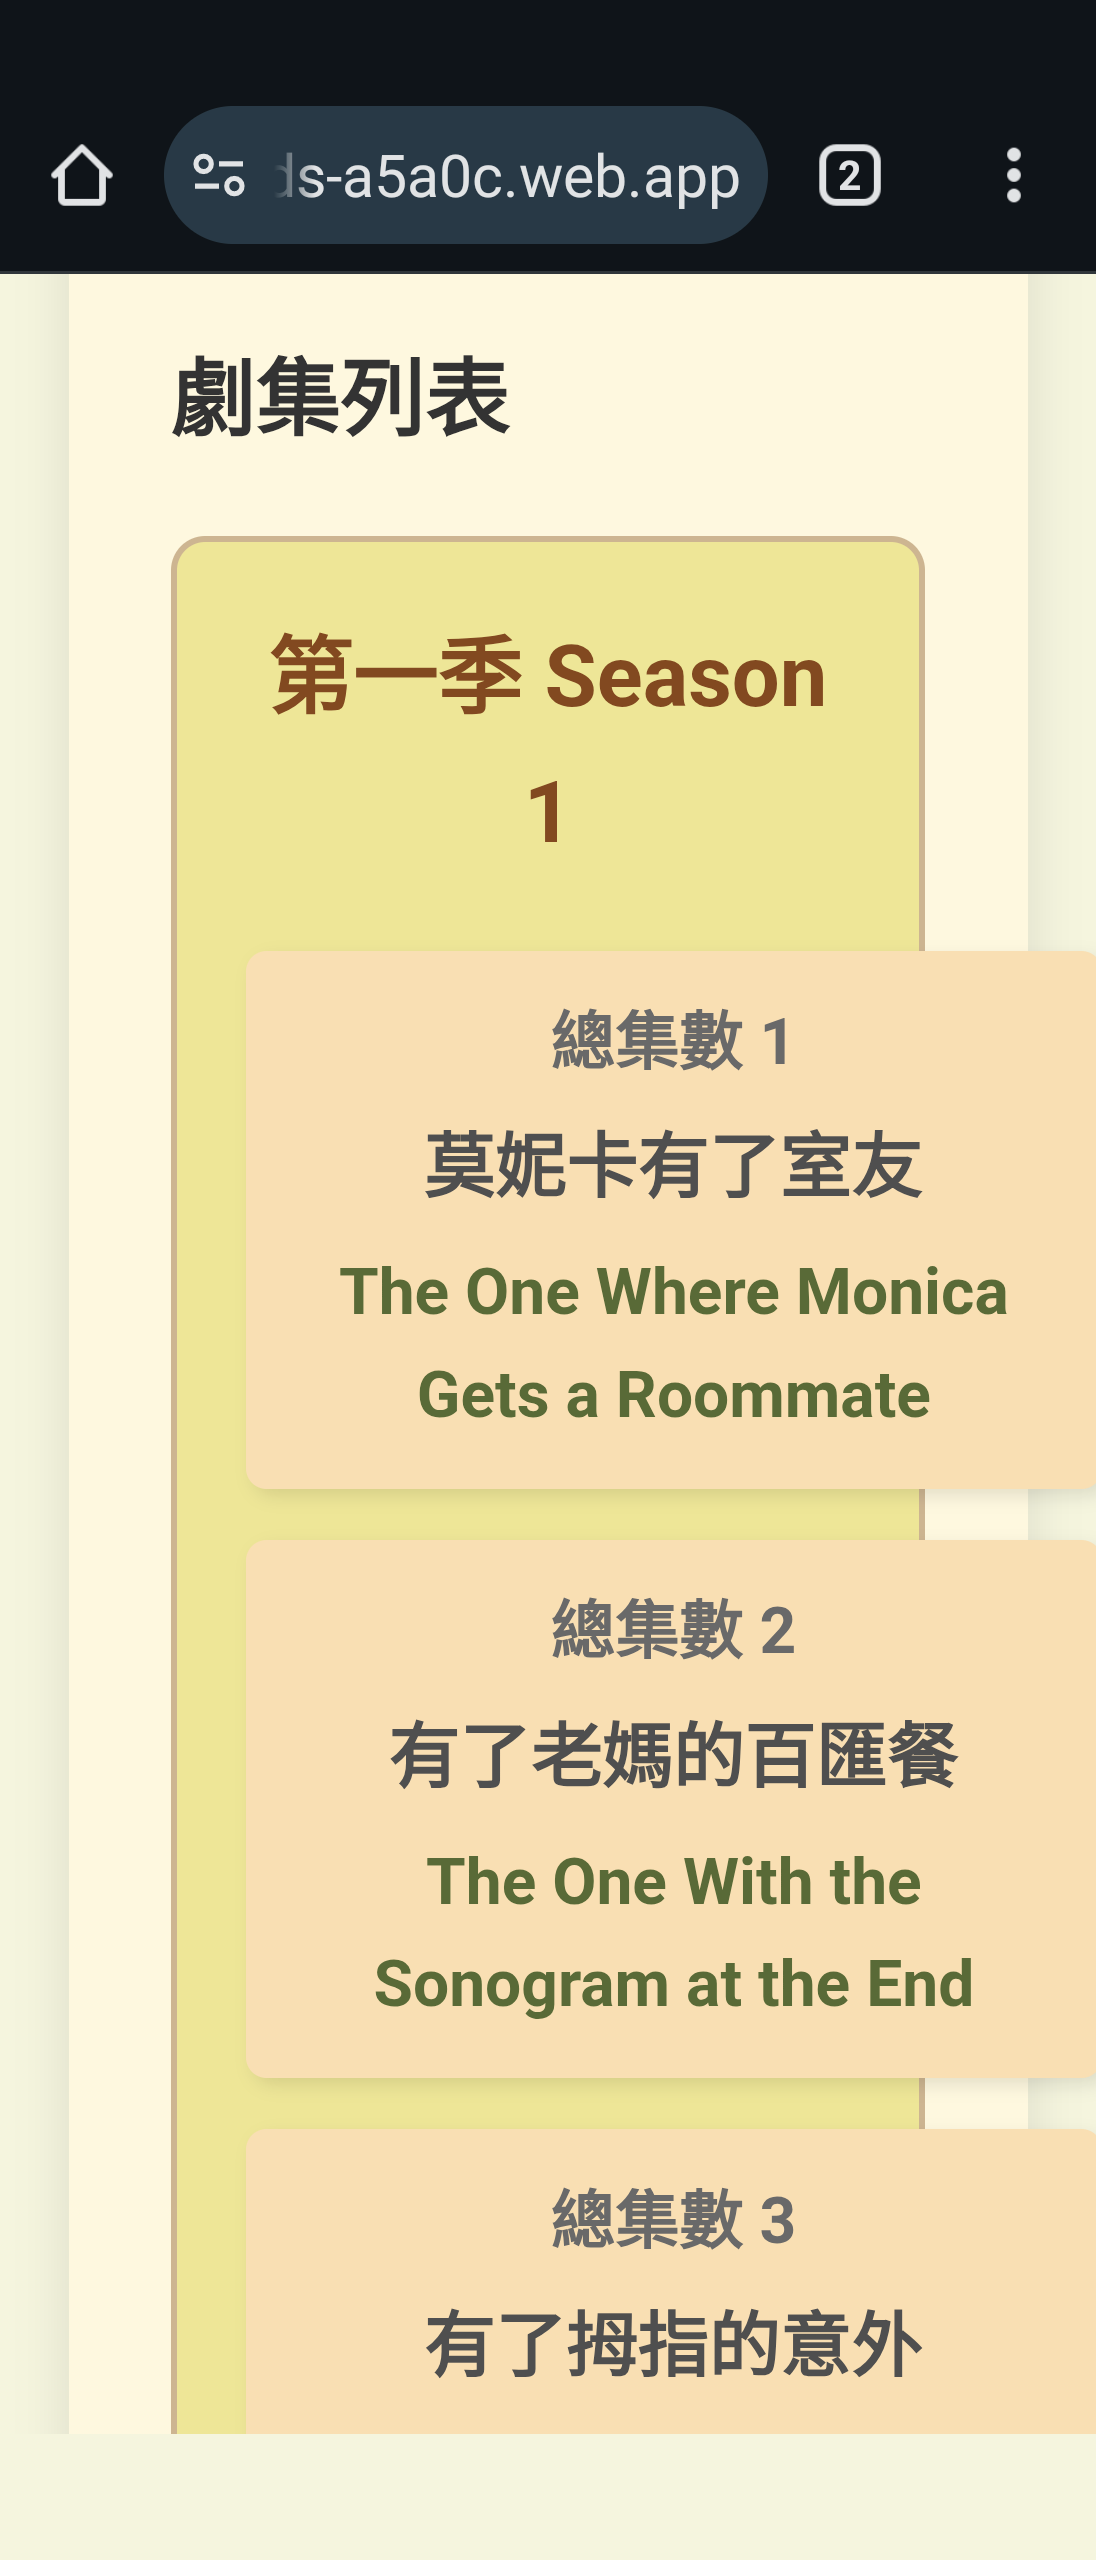 ds-a5a0c.web.app
2
劇集列表
第一季 Season
1
總集數 1
莫妮卡有了室友
The One Where Monica
Gets a Roommate
總集數 2
有了老媽的百匯餐
The One With the
Sonogram at the End
總集數 3
有了拇指的意外